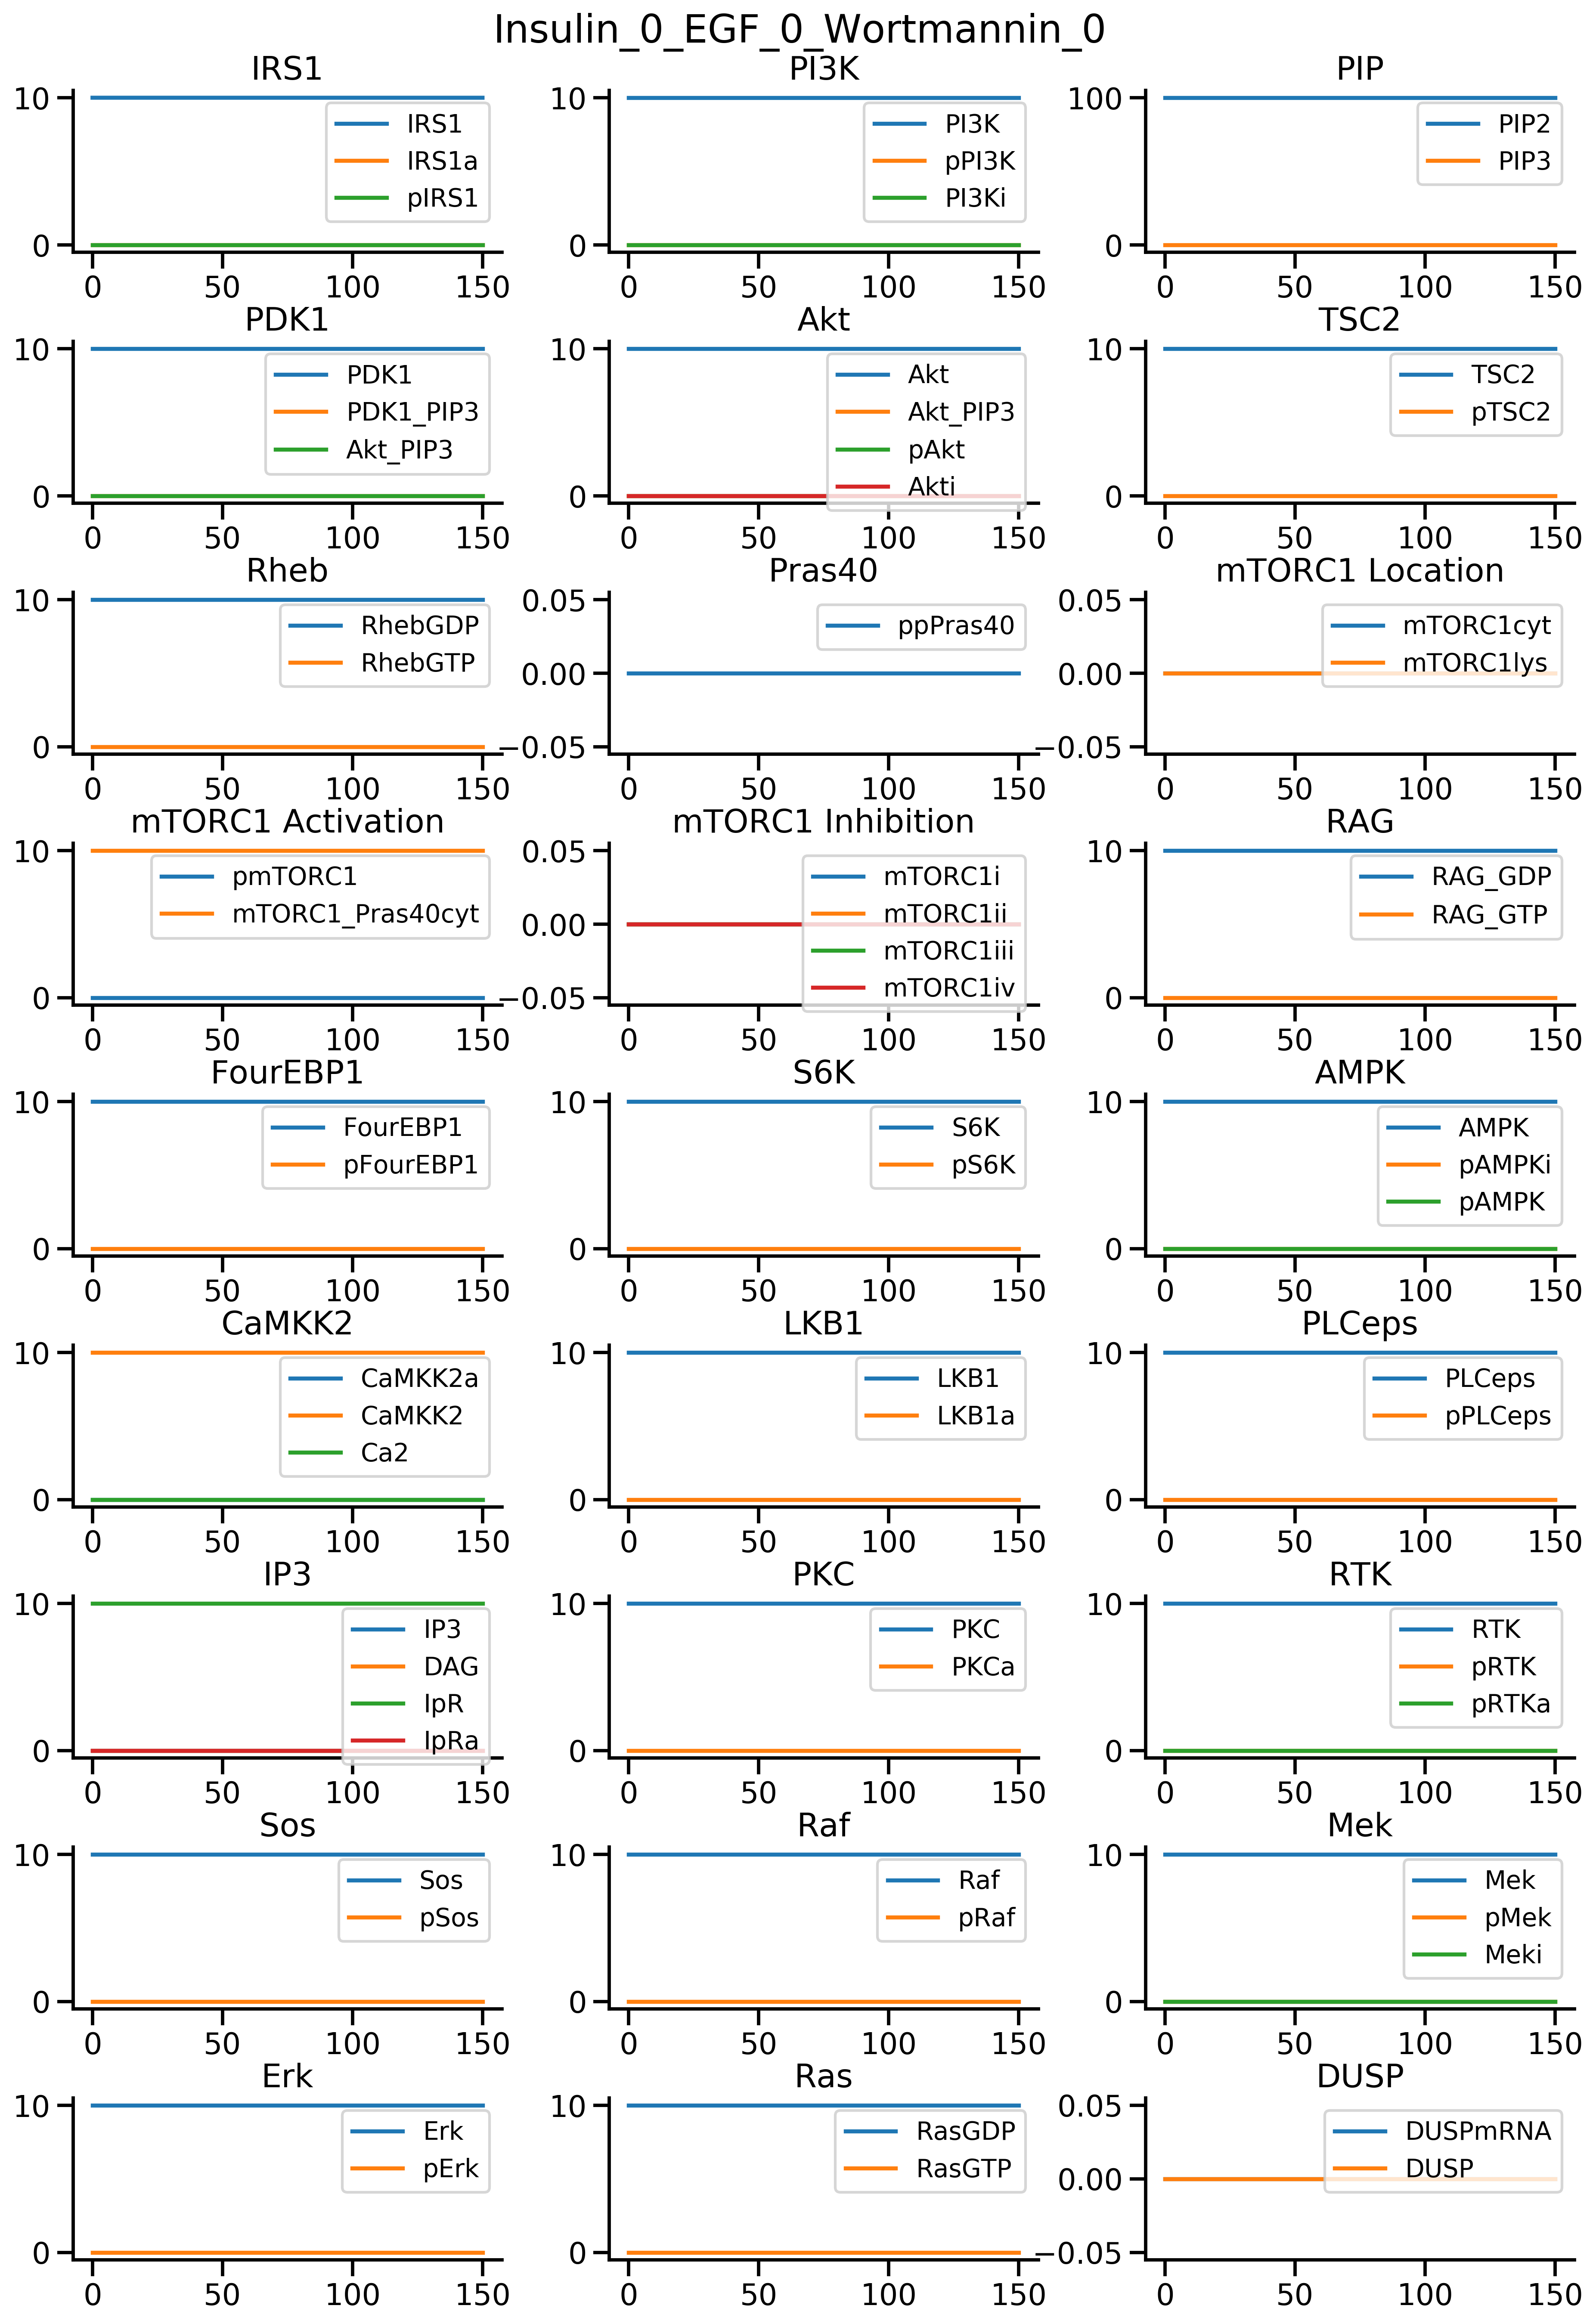 Insulin_0_EGF_0_Wortmannin_0
IRS1
10
0
IRS1
IRS1a
pIRS1
0 50 100 150
PI3K
10
0
PI3K
pPI3K
PI3Ki
0 50 100 150
PIP
100
0
PIP2
PIP3
0 50 100 150
PDK1
10
0
PDK1
PDK1_PIP3
Akt_PIP3
0 50 100 150
Akt
10
0
Akt
Akt_PIP3
pAkt
Akti
0 50 100 150
TSC2
10
0
TSC2
pTSC2
0 50 100 150
Rheb
10
0
RhebGDP
RhebGTP
0 50 100 150
Pras40
0.05
0.00
−0.05
ppPras40
0 50 100 150
mTORC1 Location
0.05
0.00
−0.05
mTORC1cyt
mTORC1lys
0 50 100 150
mTORC1 Activation
10
0
pmTORC1
mTORC1_Pras40cyt
0 50 100 150
mTORC1 Inhibition
0.05
0.00
−0.05
mTORC1i
mTORC1ii
mTORC1iii
mTORC1iv
0 50 100 150
RAG
10
0
RAG_GDP
RAG_GTP
0 50 100 150
FourEBP1
10
0
FourEBP1
pFourEBP1
0 50 100 150
S6K
10
0
S6K
pS6K
0 50 100 150
AMPK
10
0
AMPK
pAMPKi
pAMPK
0 50 100 150
CaMKK2
10
0
CaMKK2a
CaMKK2
Ca2
0 50 100 150
LKB1
10
0
LKB1
LKB1a
0 50 100 150
PLCeps
10
0
PLCeps
pPLCeps
0 50 100 150
IP3
10
0
IP3
DAG
IpR
IpRa
0 50 100 150
PKC
10
0
PKC
PKCa
0 50 100 150
RTK
10
0
RTK
pRTK
pRTKa
0 50 100 150
Sos
10
0
Sos
pSos
0 50 100 150
Raf
10
0
Raf
pRaf
0 50 100 150
Mek
10
0
Mek
pMek
Meki
0 50 100 150
Erk
10
0
Erk
pErk
0 50 100 150
Ras
10
0
RasGDP
RasGTP
0 50 100 150
DUSP
0.05
0.00
−0.05
DUSPmRNA
DUSP
0 50 100 150